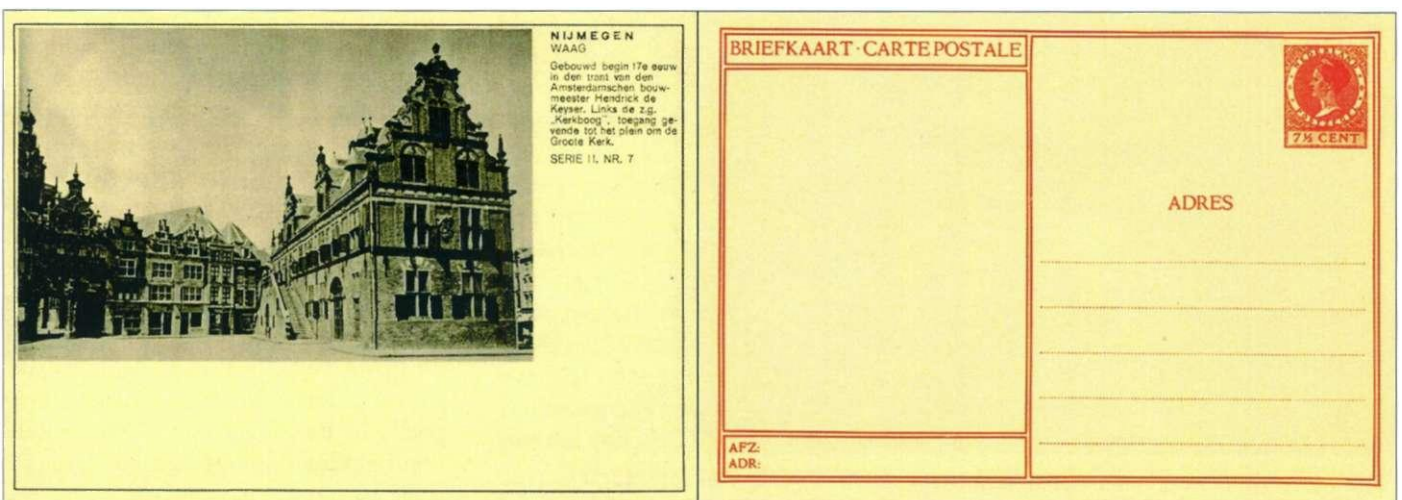 NIJMEGEN
WAAG
Gebouwd begin 17e eeuw
in den trant van den
Amsterdamschen bouw-
meester Hendrick de
Keyser. Links de z.g.
„Kerkboog”, toegang ge-
vende tot het plein om de
Groote Kerk.
SERIE 11. NR. 7
BRIEFKAART · CARTE POSTALE
NEDERLAND
7½ CENT
ADRES
AFZ:
ADR: